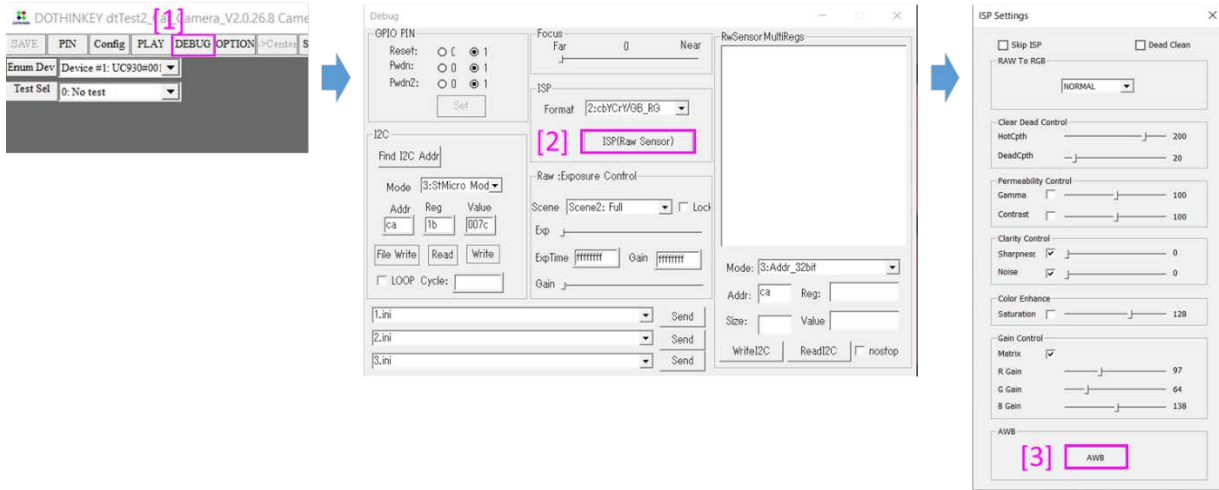 DOTHINKEY dtTest2_Cal_Camera_V2.0.26.8 Came
[1]
SAVE PIN Config PLAY DEBUG OPTION >Center S
Enum Dev Device #1: UC930#001
Test Sel 0: No test
Debug
GPIO PIN
Reset: 0 1
Pwdn: 0 1
Pwdn2: 0 1
Set
I2C
Find I2C Addr
Mode 3:StMicro Mod
Addr Reg Value
ca 1b 007c
File Write Read Write
LOOP Cycle:
Focus
Far 0 Near
ISP
Format 2:cbYCrY/GB_RG
[2] ISP(Raw Sensor)
Raw :Exposure Control
Scene Scene2: Full Lock
Exp
ExpTime ffffffff Gain ffffffff
Gain
1.ini Send
2.ini Send
3.ini Send
RwSensorMultiRegs
Mode: 3:Addr_32bit
Addr: ca Reg:
Size: Value
WriteI2C ReadI2C nostop
ISP Settings
Skip ISP Dead Clean
RAW To RGB
NORMAL
Clear Dead Control
HotCpth 200
DeadCpth 20
Permeability Control
Gamma 100
Contrast 100
Clarity Control
Sharpness 0
Noise 0
Color Enhance
Saturation 128
Gain Control
Matrix
R Gain 97
G Gain 64
B Gain 138
AWB
[3] AWB